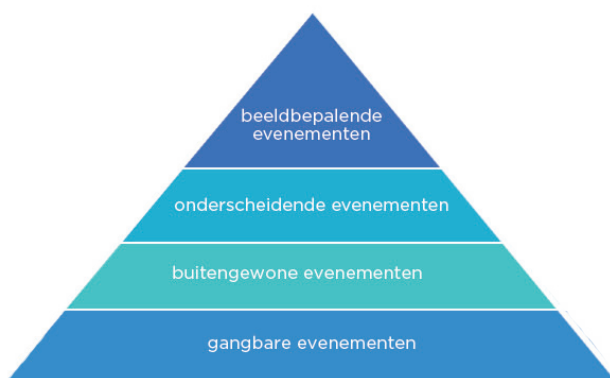 beeldbepalende
evenementen
onderscheidende evenementen
buitengewone evenementen
gangbare evenementen